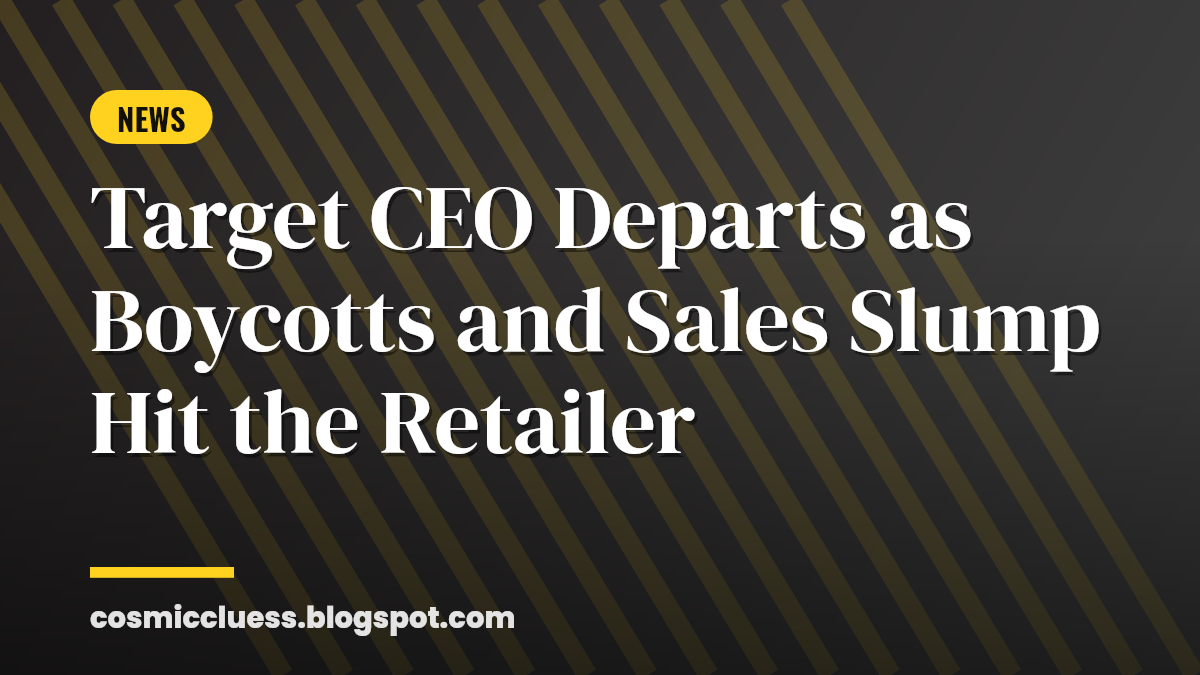 NEWS
Target CEO Departs as
Boycotts and Sales Slump
Hit the Retailer
cosmiccluess.blogspot.com